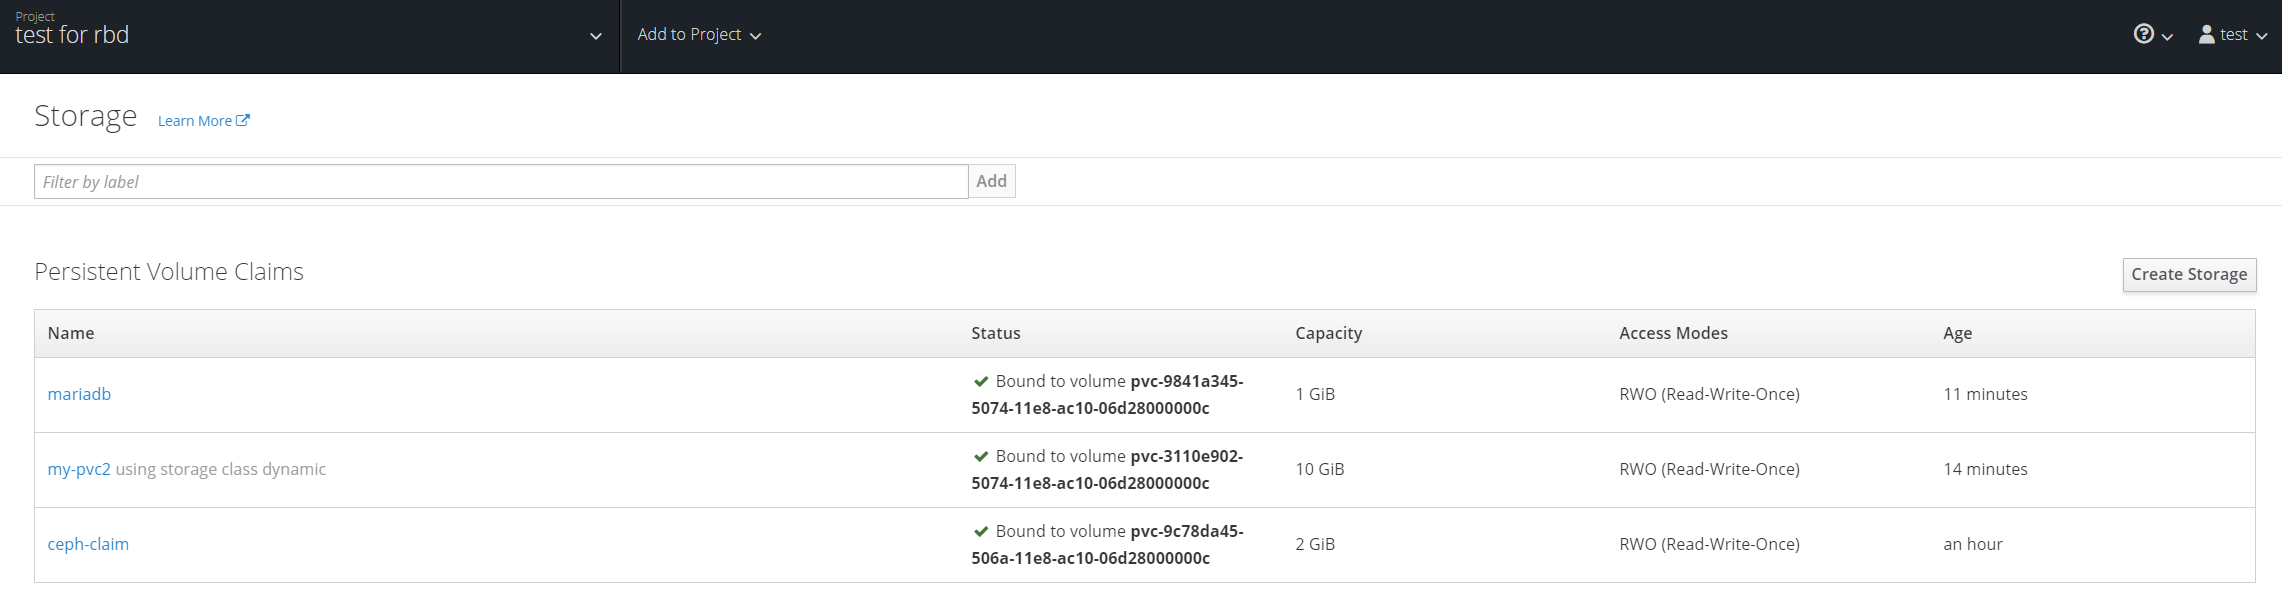 Project
test for rbd
Add to Project
test
Storage Learn More
Filter by label Add
Persistent Volume Claims
Create Storage
Name Status Capacity Access Modes Age
mariadb
Bound to volume pvc-9841a345-
5074-11e8-ac10-06d28000000c
1 GiB
RWO (Read-Write-Once)
11 minutes
my-pvc2 using storage class dynamic
Bound to volume pvc-3110e902-
5074-11e8-ac10-06d28000000c
10 GiB
RWO (Read-Write-Once)
14 minutes
ceph-claim
Bound to volume pvc-9c78da45-
506a-11e8-ac10-06d28000000c
2 GiB
RWO (Read-Write-Once)
an hour